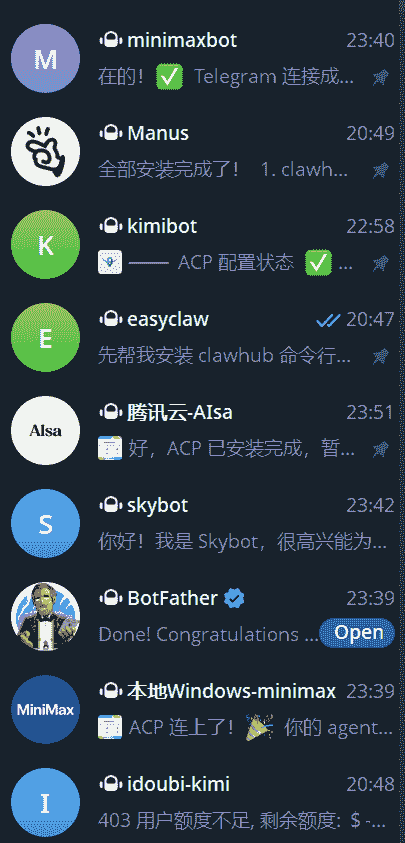 M
minimaxbot 23:40
在的！ ✅ Telegram 连接成...
Manus 20:49
全部安装完成了！ 1. clawh...
K
kimibot 22:58
—— ACP 配置状态 ✅ ...
E
easyclaw 20:47
先帮我安装 clawhub 命令行...
AIsa
腾讯云-AIsa 23:51
好，ACP 已安装完成，暂...
S
skybot 23:42
你好！我是 Skybot，很高兴能为...
BotFather 23:39
Done! Congratulations ... Open
MiniMax
本地Windows-minimax 23:39
ACP 连上了！🎉 你的 agent...
I
idoubi-kimi 20:48
403 用户额度不足, 剩余额度: $ -...